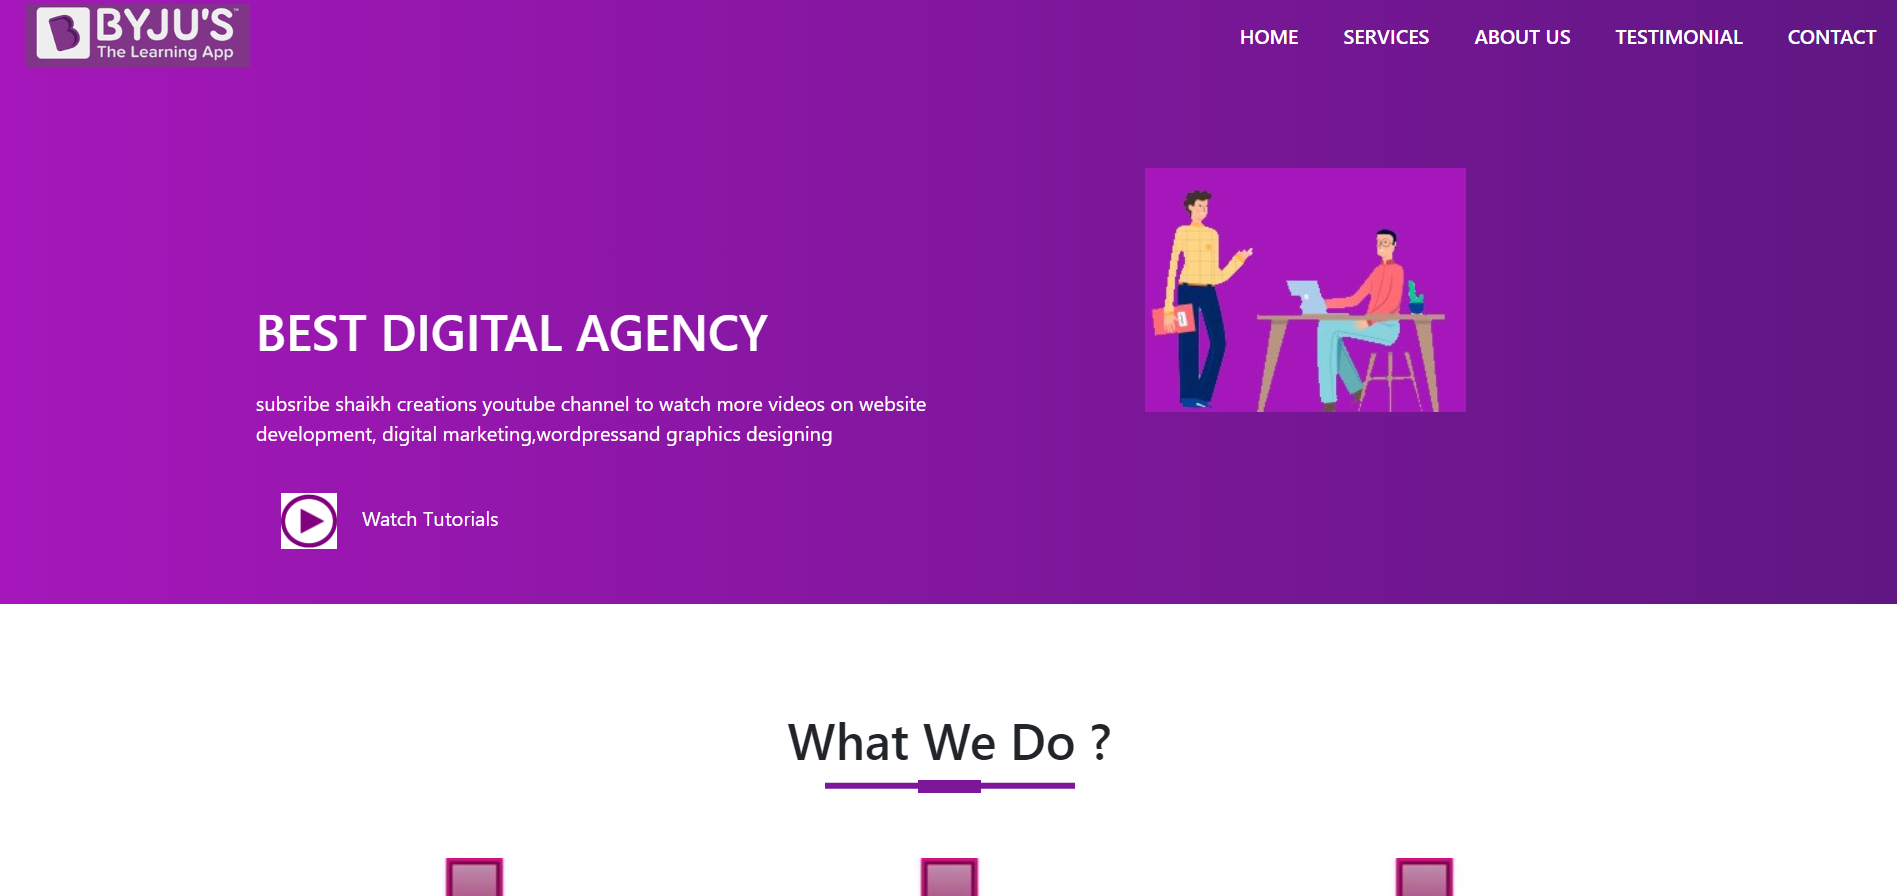 BYJU'S™
The Learning App
HOME SERVICES ABOUT US TESTIMONIAL CONTACT
BEST DIGITAL AGENCY
subsribe shaikh creations youtube channel to watch more videos on website
development, digital marketing,wordpressand graphics designing
Watch Tutorials
What We Do ?